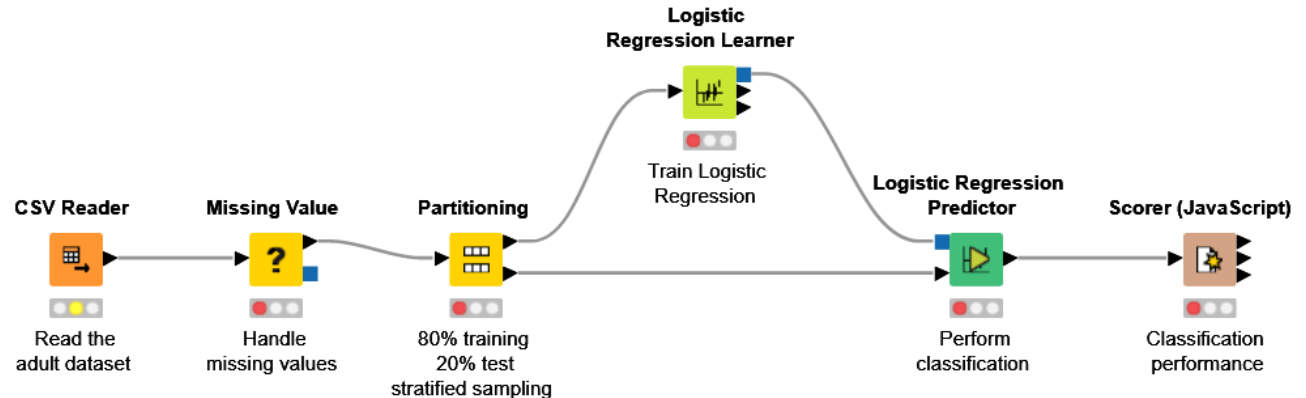 Logistic
Regression Learner
Train Logistic
Regression
CSV Reader
Read the
adult dataset
Missing Value
?
Handle
missing values
Partitioning
80% training
20% test
stratified sampling
Logistic Regression
Predictor
Perform
classification
Scorer (JavaScript)
Classification
performance